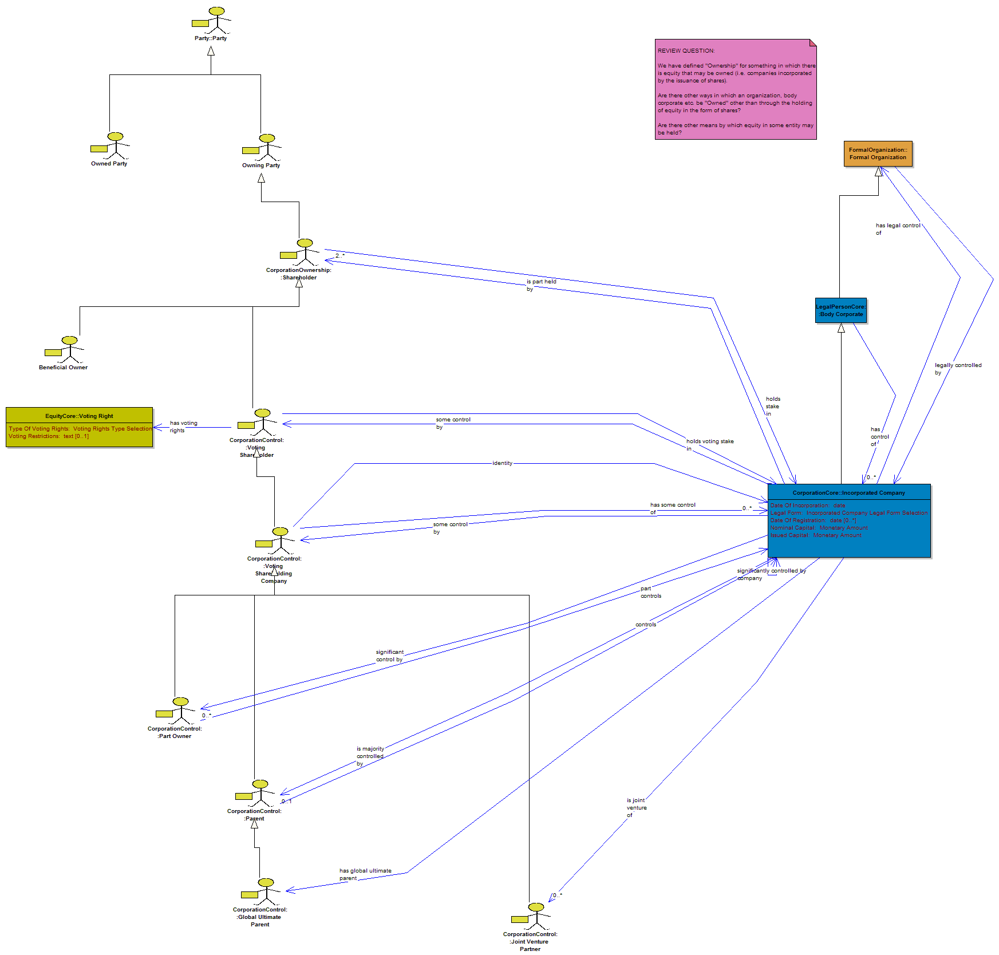 Party::Party
REVIEW QUESTION:
We have defined "Ownership" for something in which there
is equity that may be owned (i.e. companies incorporated
by the issuance of shares).
Are there other ways in which an organization, body
corporate etc. be "Owned" other than through the holding
of equity in the form of shares?
Are there other means by which equity in some entity may
be held?
Owned Party
Owning Party
FormalOrganization::
Formal Organization
has legal control
of
2..*
CorporationOwnership:
:Shareholder
is part held
by
LegalPersonCore:
:Body Corporate
Beneficial Owner
legally controlled
by
holds
stake
in
EquityCore::Voting Right
Type Of Voting Rights:  Voting Rights Type Selection
Voting Restrictions:  text [0..1]
has voting
rights
some control
by
CorporationControl:
:Voting
Shareholder
holds voting stake
in
has
control
of
identity
0..*
CorporationCore::Incorporated Company
Date Of Incorporation:  date
Legal Form:  Incorporated Company Legal Form Selection
Date Of Registration:  date [0..*]
Nominal Capital:  Monetary Amount
Issued Capital:  Monetary Amount
has some control
of
0..*
some control
by
CorporationControl:
:Voting
Shareholding
Company
significantly controlled by
company
part
controls
controls
significant
control by
0..*
CorporationControl:
:Part Owner
is majority
controlled
by
0..1
CorporationControl:
:Parent
is joint
venture
of
has global ultimate
parent
0..*
CorporationControl:
:Global Ultimate
Parent
CorporationControl:
:Joint Venture
Partner